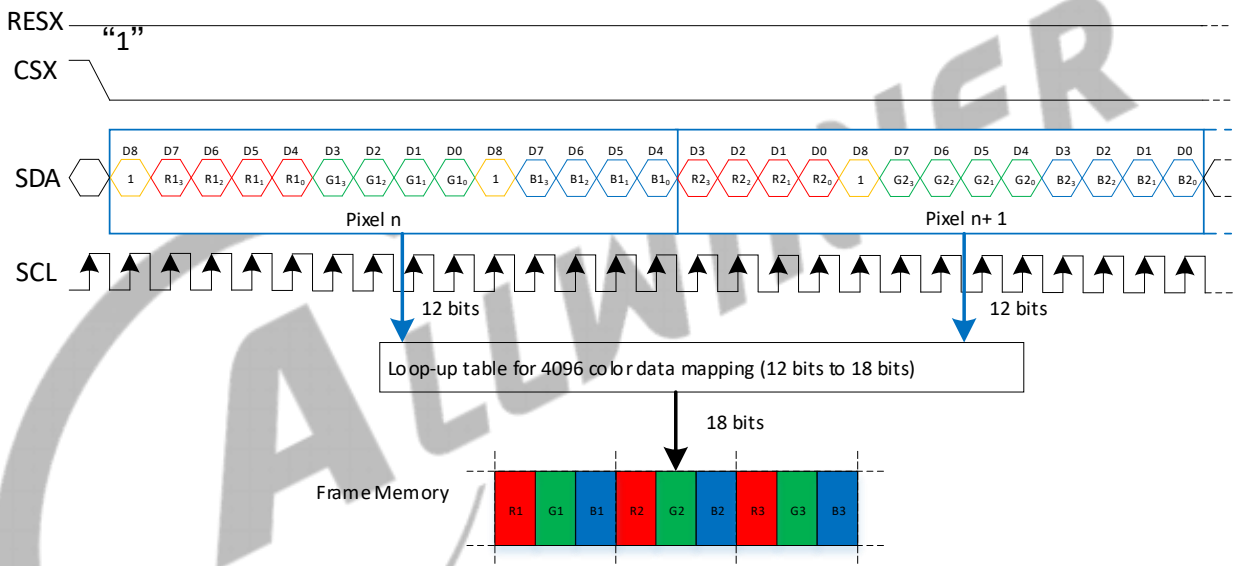 RESX
“1”
CSX
D8 D7 D6 D5 D4 D3 D2 D1 D0 D8 D7 D6 D5 D4 D3 D2 D1 D0 D8 D7 D6 D5 D4 D3 D2 D1 D0
SDA 1 R1₃ R1₂ R1₁ R1₀ G1₃ G1₂ G1₁ G1₀ 1 B1₃ B1₂ B1₁ B1₀ R2₃ R2₂ R2₁ R2₀ 1 G2₃ G2₂ G2₁ G2₀ B2₃ B2₂ B2₁ B2₀
Pixel n Pixel n+ 1
SCL
12 bits 12 bits
Loop-up table for 4096 color data mapping (12 bits to 18 bits)
18 bits
Frame Memory
R1 G1 B1 R2 G2 B2 R3 G3 B3
ALLWINNER